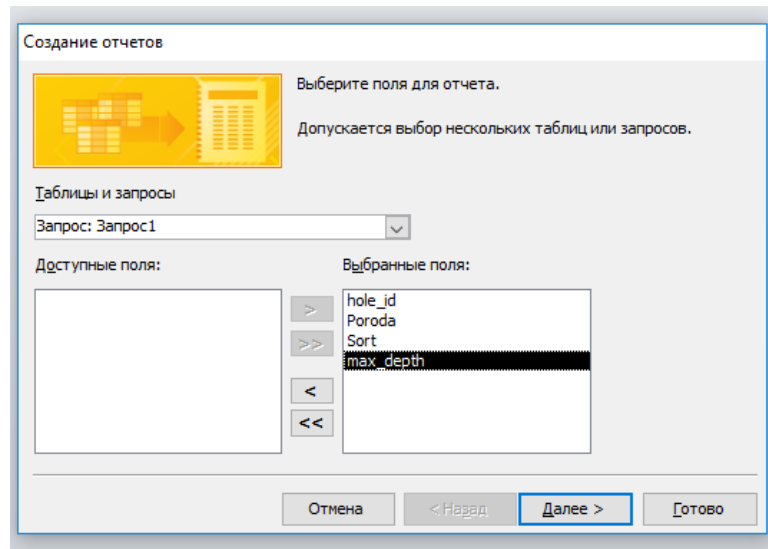 Создание отчетов
Выберите поля для отчета.
Допускается выбор нескольких таблиц или запросов.
Таблицы и запросы
Запрос: Запрос1
Доступные поля:
Выбранные поля:
hole_id
Poroda
Sort
max_depth
>
>>
<
<<
Отмена
< Назад
Далее >
Готово